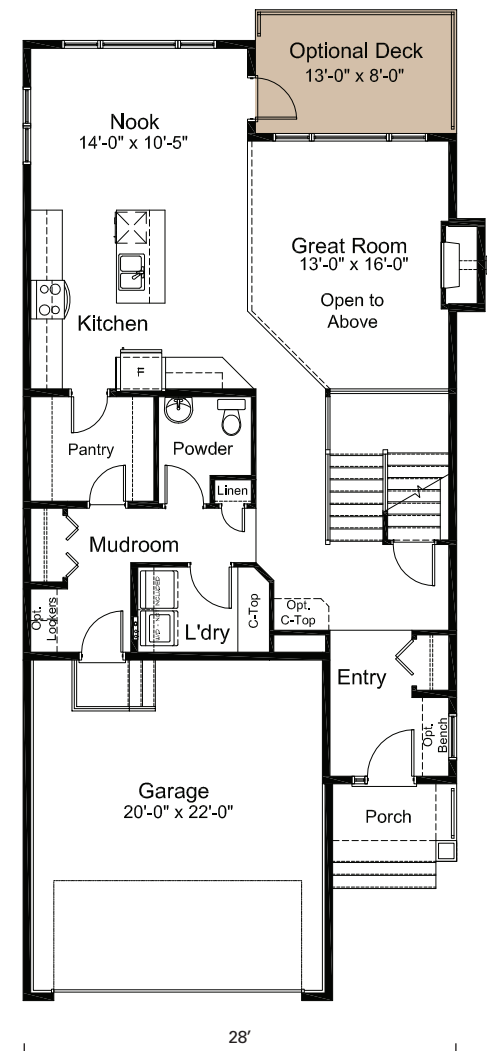 Optional Deck
13'-0" x 8'-0"
Nook
14'-0" x 10'-5"
Great Room
13'-0" x 16'-0"
Open to
Above
Kitchen
F
Pantry
Powder
Linen
Mudroom
Opt.
Lockers
L'dry
C-Top
Opt.
C-Top
Entry
Opt.
Bench
Garage
20'-0" x 22'-0"
Porch
28'